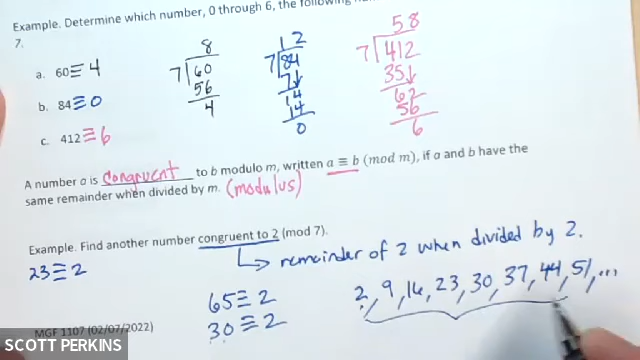 Example. Determine which number, 0 through 6, the following
7.
a. 60 ≡ 4
b. 84 ≡ 0
c. 412 ≡ 6
8
7 60
56
4
12
7 84
7↓
14
14
0
58
7 412
35↓
62
56
6
A number a is congruent to b modulo m, written a ≡ b (mod m), if a and b have the
same remainder when divided by m. (modulus)
Example. Find another number congruent to 2 (mod 7).
23 ≡ 2
remainder of 2 when divided by 2.
65 ≡ 2
30 ≡ 2
2, 9, 16, 23, 30, 37, 44, 51, ...
MGF 1107 (02/07/2022)
SCOTT PERKINS